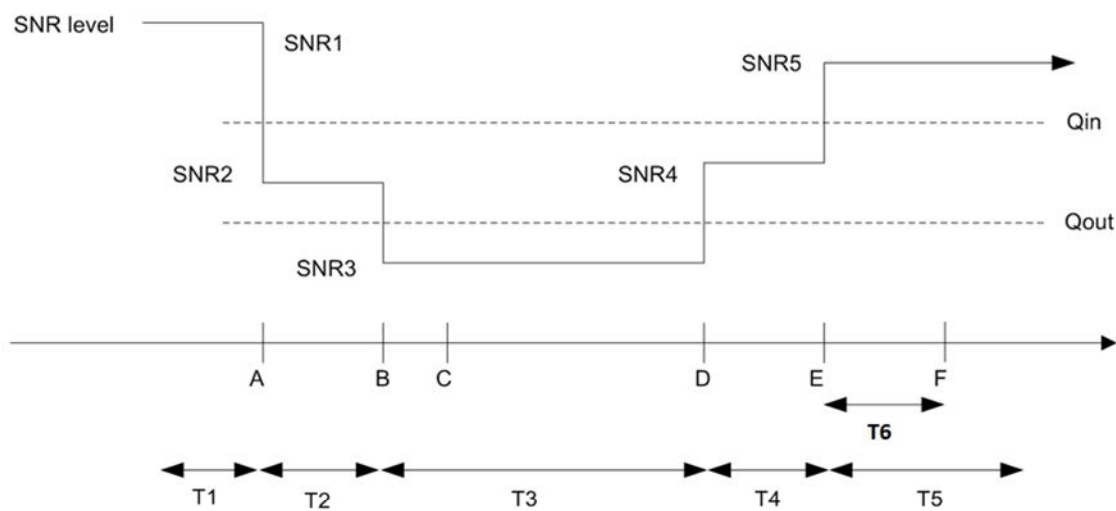 SNR level
SNR1
SNR5
Qin
SNR2
SNR4
Qout
SNR3
A B C D E F
T6
T1 T2 T3 T4 T5